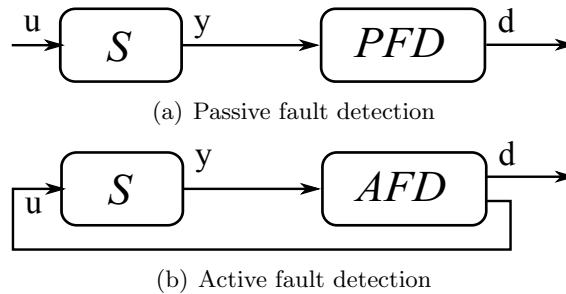 u S y PFD d
(a) Passive fault detection
u S y AFD d
(b) Active fault detection